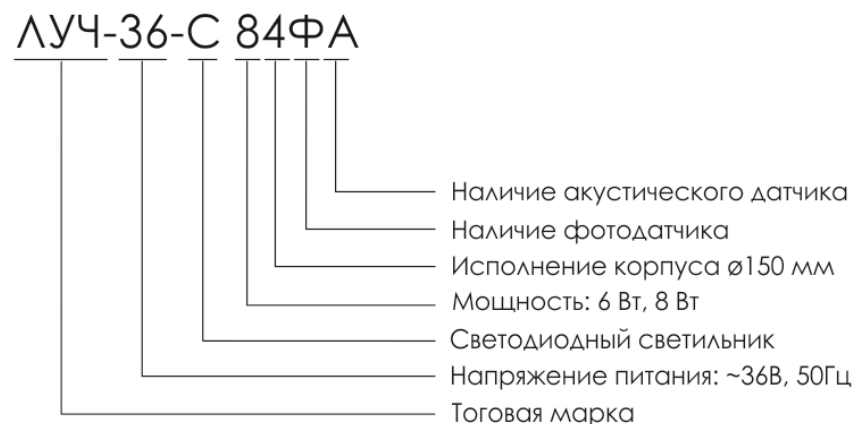 ЛУЧ-36-С 84ФА
Наличие акустического датчика
Наличие фотодатчика
Исполнение корпуса ø150 мм
Мощность: 6 Вт, 8 Вт
Светодиодный светильник
Напряжение питания: ~36В, 50Гц
Тоговая марка